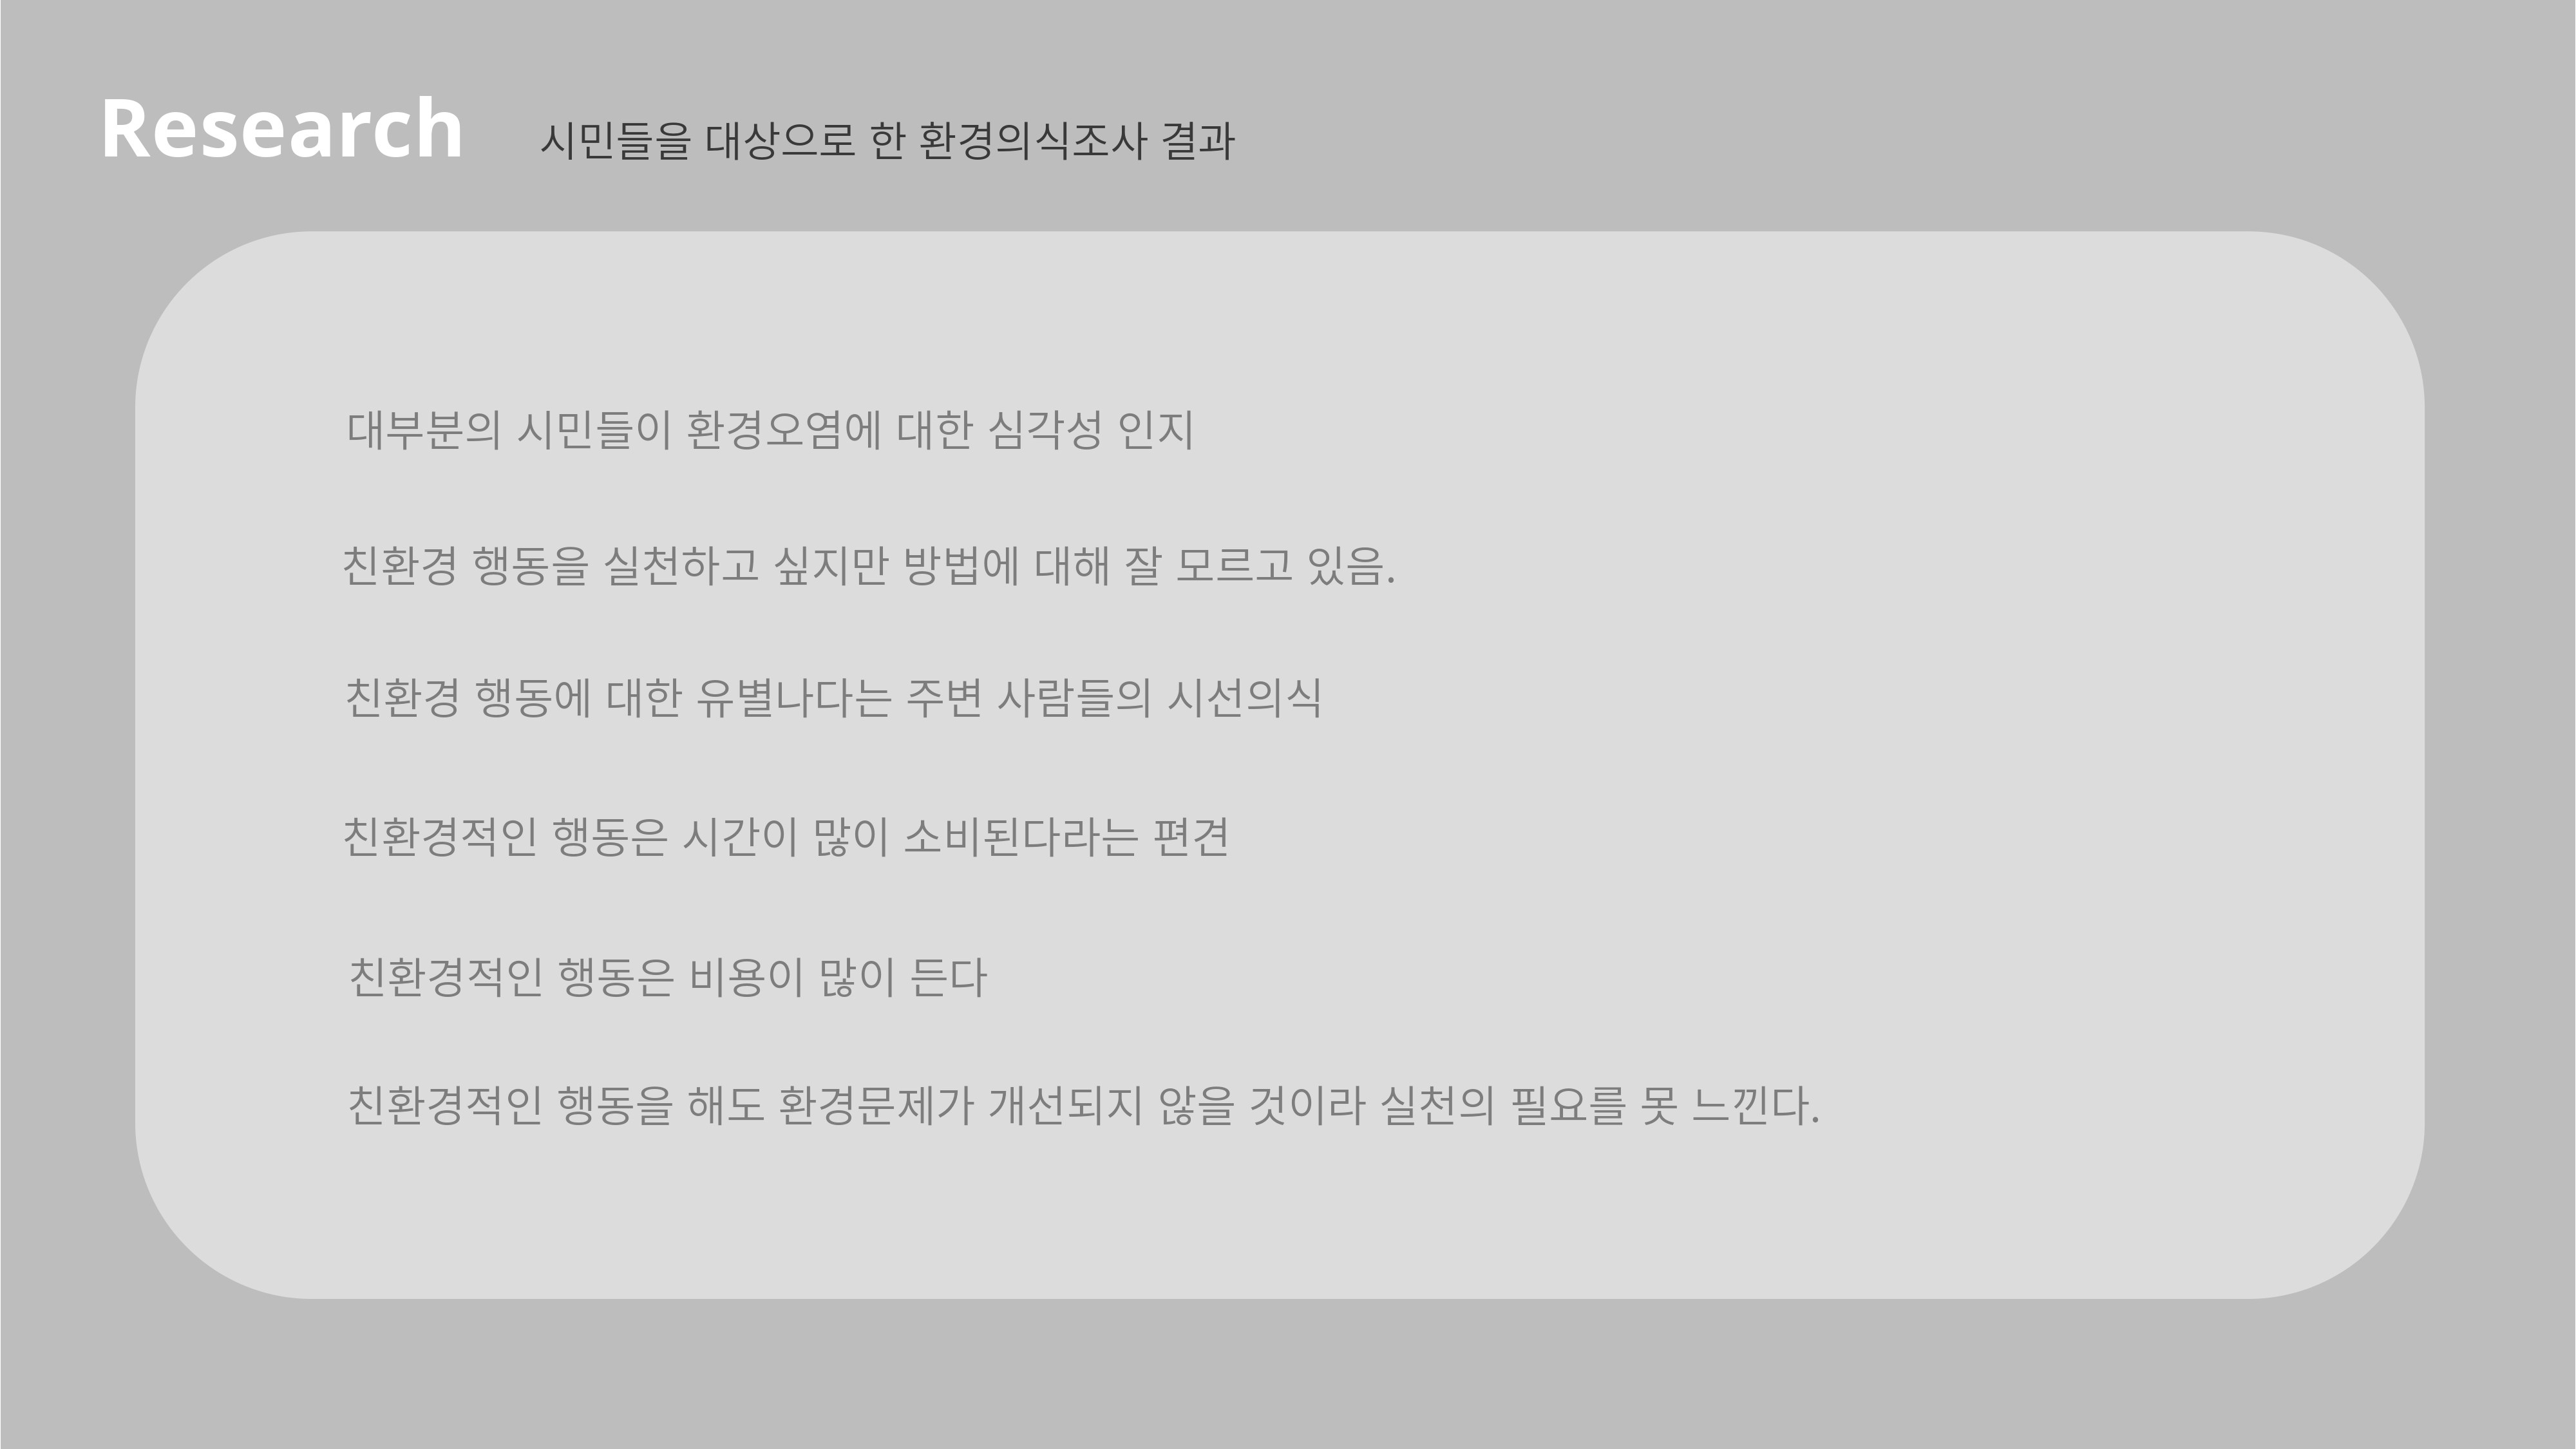 Research 시민들을 대상으로 한 환경의식조사 결과
대부분의 시민들이 환경오염에 대한 심각성 인지
친환경 행동을 실천하고 싶지만 방법에 대해 잘 모르고 있음.
친환경 행동에 대한 유별나다는 주변 사람들의 시선의식
친환경적인 행동은 시간이 많이 소비된다라는 편견
친환경적인 행동은 비용이 많이 든다
친환경적인 행동을 해도 환경문제가 개선되지 않을 것이라 실천의 필요를 못 느낀다.